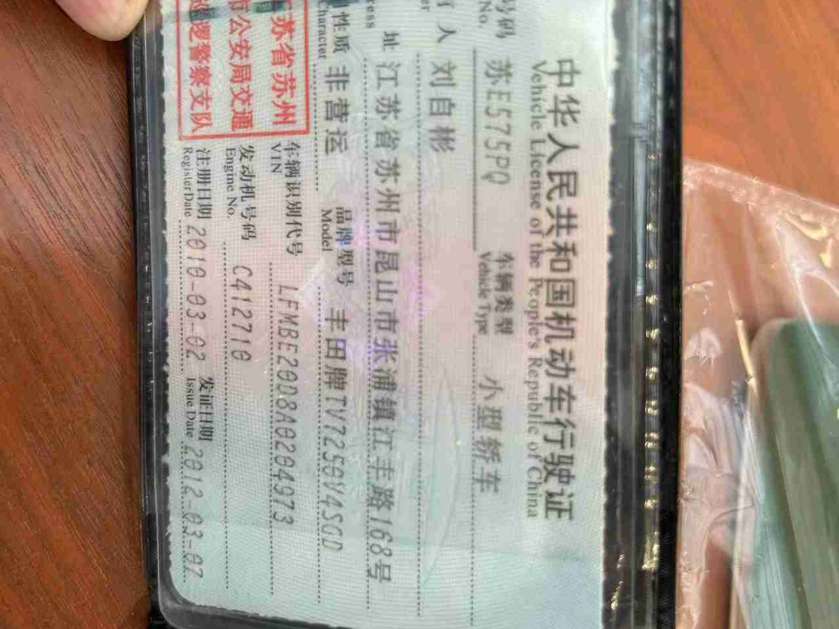 中华人民共和国机动车行驶证
Vehicle License of the People's Republic of China
号码 苏E575PQ 车辆类型 小型轿车
No. Vehicle Type
人 刘自彬
址 江苏省苏州市昆山市张浦镇江丰路168号
性质 非营运 品牌型号 丰田牌TV7250V4SGD
Character Model
苏省苏州
公安局交通
巡逻警察支队
车辆识别代号 LFMBE20D8A0204973
VIN
发动机号码 C412710
Engine No.
注册日期 2010-03-02 发证日期 2012-03-07
Register Date Issue Date